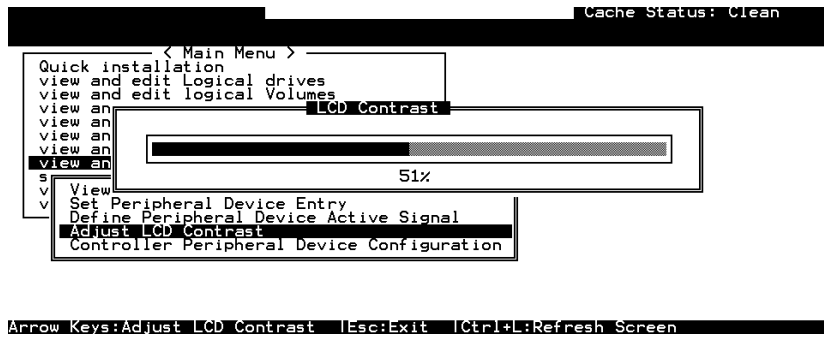 Cache Status: Clean
< Main Menu >
Quick installation
view and edit Logical drives
view and edit logical Volumes
view an
LCD Contrast
view an
view an
view an
s
51%
v View
v Set Peripheral Device Entry
Define Peripheral Device Active Signal
Adjust LCD Contrast
Controller Peripheral Device Configuration
Arrow Keys:Adjust LCD Contrast |Esc:Exit |Ctrl+L:Refresh Screen